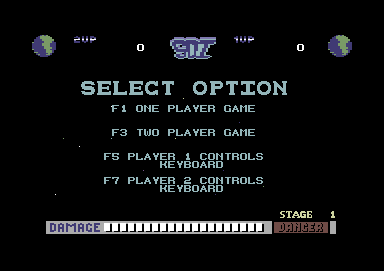 2UP 0 SDI 1UP 0
SELECT OPTION
F1 ONE PLAYER GAME
F3 TWO PLAYER GAME
F5 PLAYER 1 CONTROLS
KEYBOARD
F7 PLAYER 2 CONTROLS
KEYBOARD
STAGE 1
DAMAGE DANGER